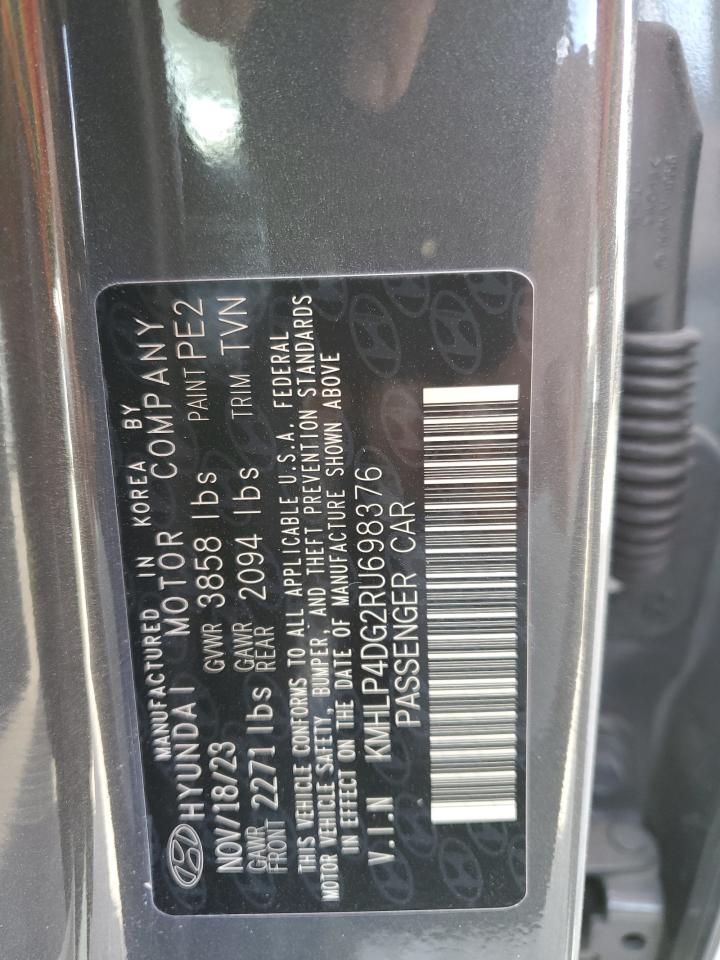 MANUFACTURED IN KOREA BY
HYUNDAI MOTOR COMPANY
NOV/18/23 GVWR 3858 lbs PAINT PE2
GAWR FRONT 2271 lbs GAWR REAR 2094 lbs TRIM TVN
THIS VEHICLE CONFORMS TO ALL APPLICABLE U.S.A. FEDERAL
MOTOR VEHICLE SAFETY, BUMPER, AND THEFT PREVENTION STANDARDS
IN EFFECT ON THE DATE OF MANUFACTURE SHOWN ABOVE
V.I.N KMHLP4DG2RU698376
PASSENGER CAR